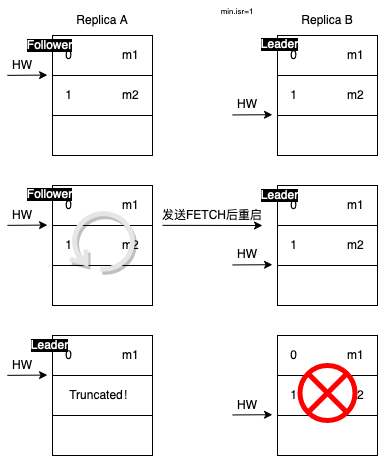 min.isr=1
Replica A
Replica B
Follower
0 m1
HW
1 m2
Leader
0 m1
1 m2
HW
Follower
0 m1
HW
1 m2
发送FETCH后重启
Leader
0 m1
1 m2
HW
Leader
0 m1
HW
Truncated!
0 m1
1 2
HW